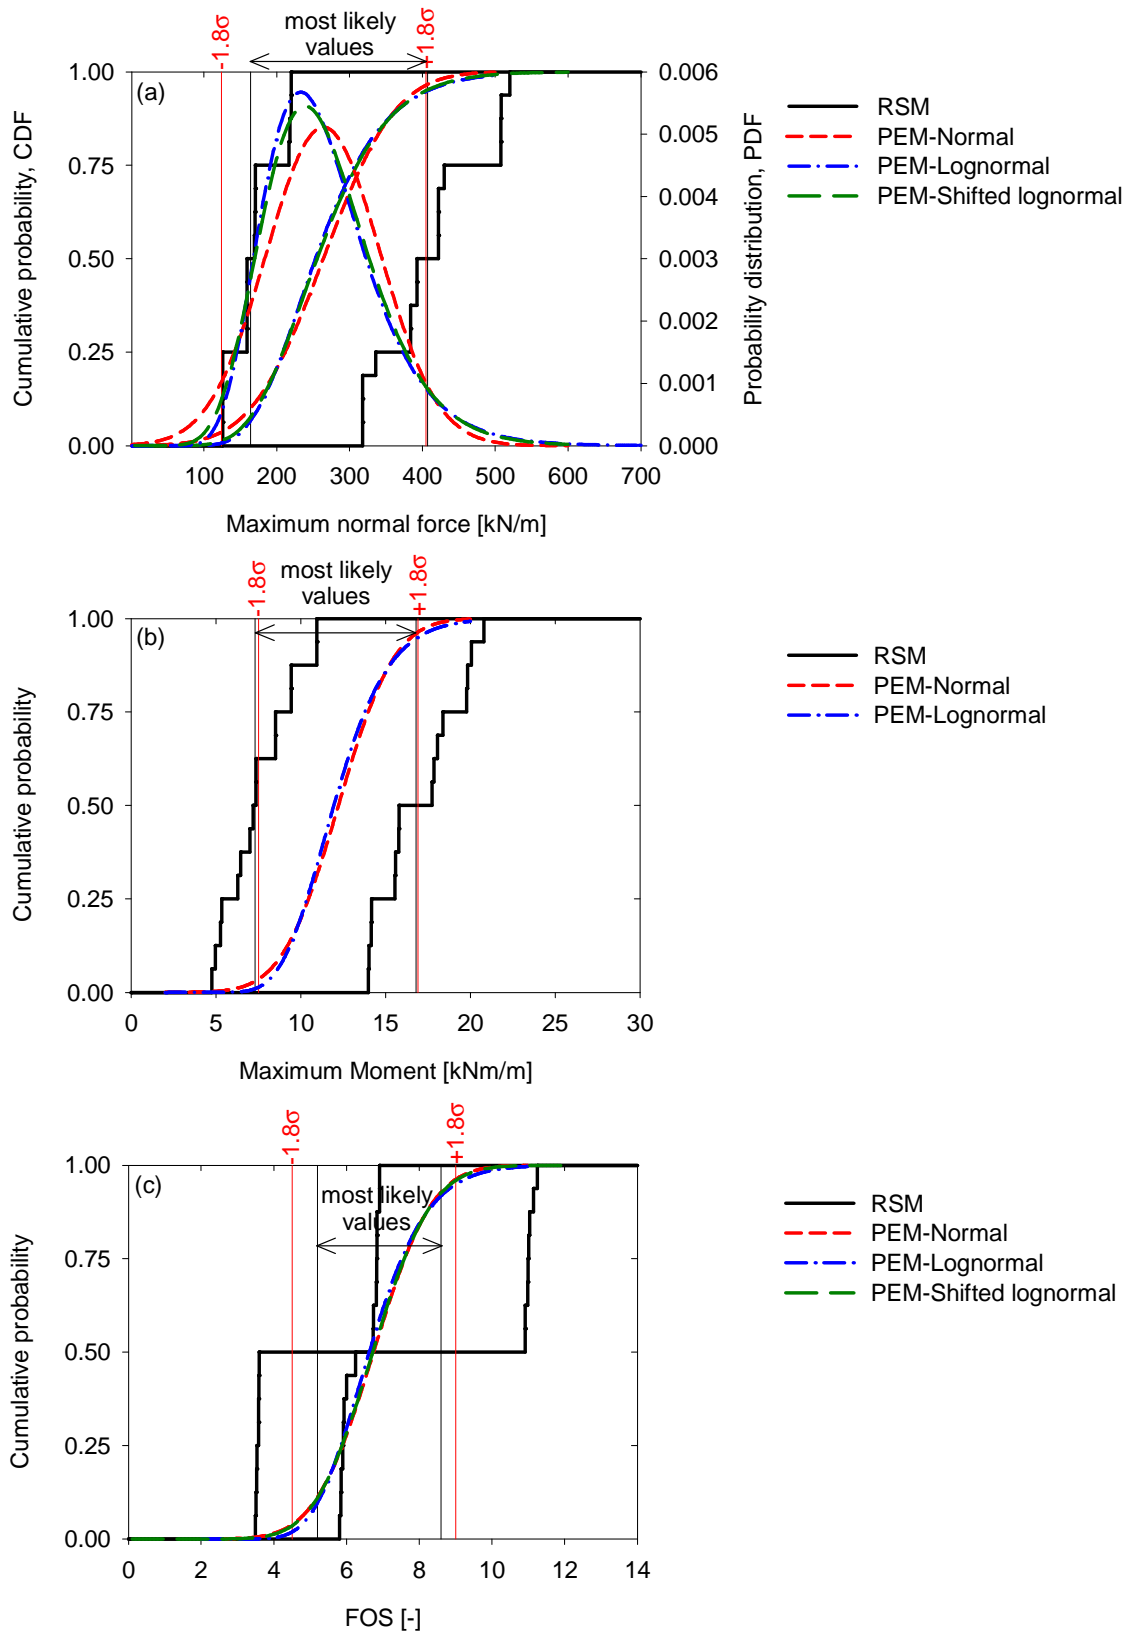 -1.8σ
most likely
values
+1.8σ
(a)
Cumulative probability, CDF
1.00
0.75
0.50
0.25
0.00
0.006
0.005
0.004
0.003
0.002
0.001
0.000
Probability distribution, PDF
100 200 300 400 500 600 700
Maximum normal force [kN/m]
RSM
PEM-Normal
PEM-Lognormal
PEM-Shifted lognormal
-1.8σ
most likely
values
+1.8σ
(b)
Cumulative probability
1.00
0.75
0.50
0.25
0.00
0 5 10 15 20 25 30
Maximum Moment [kNm/m]
RSM
PEM-Normal
PEM-Lognormal
-1.8σ
+1.8σ
(c)
most likely
values
Cumulative probability
1.00
0.75
0.50
0.25
0.00
0 2 4 6 8 10 12 14
FOS [-]
RSM
PEM-Normal
PEM-Lognormal
PEM-Shifted lognormal